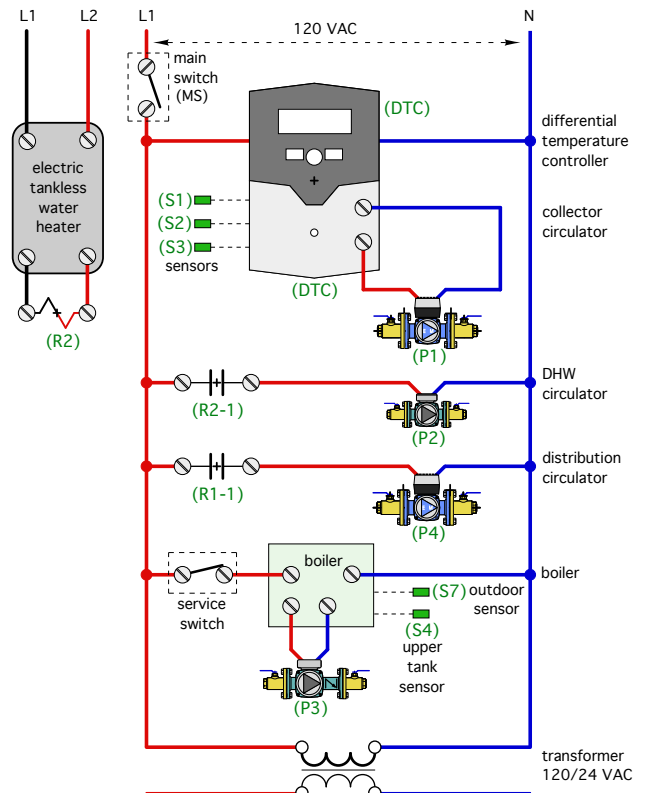 L1 L2 L1 N
120 VAC
main
switch
(MS)
(DTC)
differential
temperature
controller
electric
tankless
water
heater
(S1)
(S2)
(S3)
sensors
collector
circulator
(DTC)
(R2)
(P1)
DHW
circulator
(R2-1)
(P2)
distribution
circulator
(R1-1)
(P4)
boiler
boiler
service
switch
(S7) outdoor
sensor
(S4)
upper
tank
sensor
(P3)
transformer
120/24 VAC